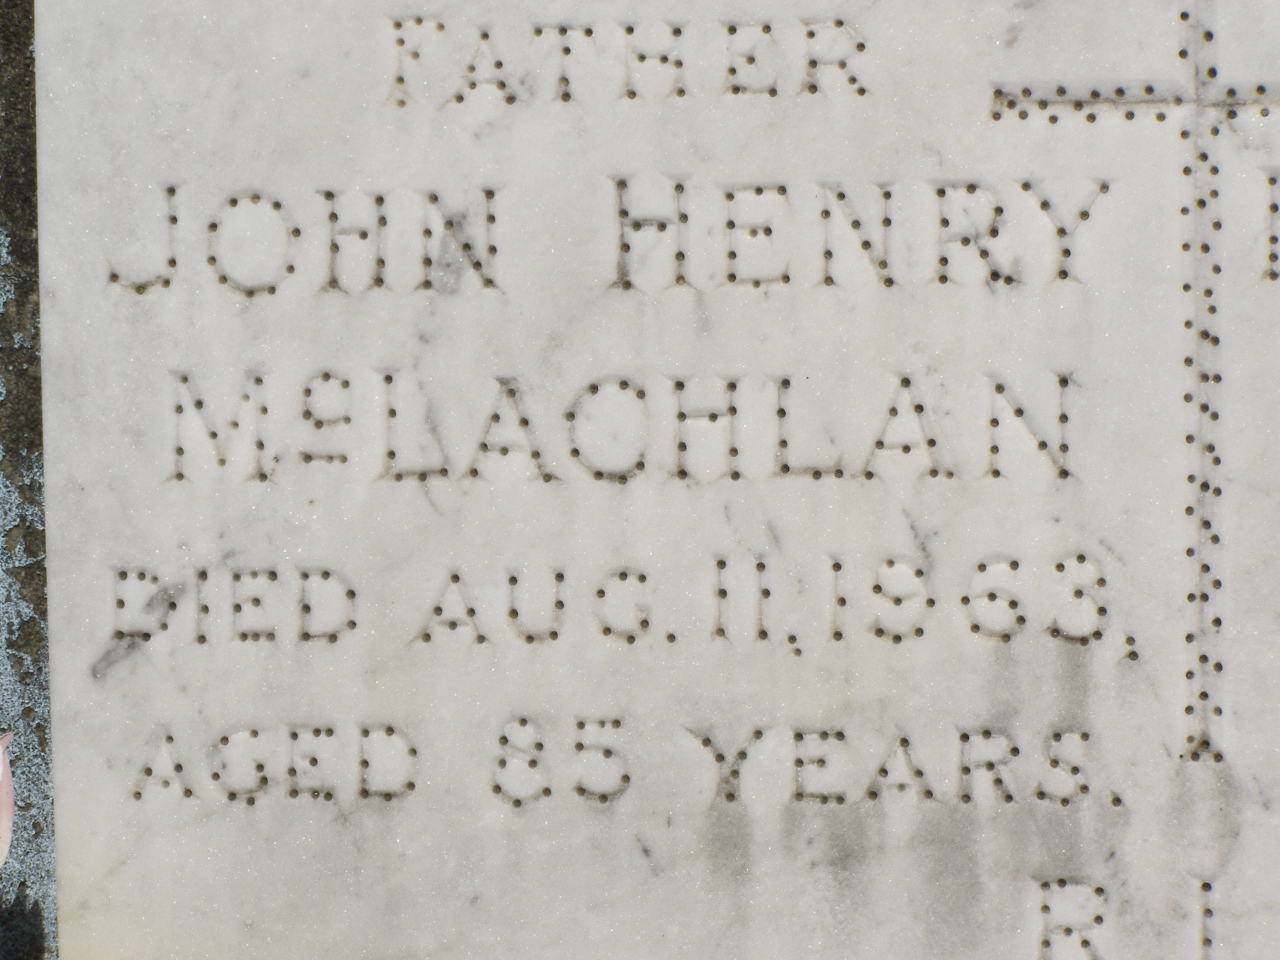 FATHER
JOHN HENRY
McLACHLAN
DIED AUG. 11, 1963,
AGED 85 YEARS.
R I